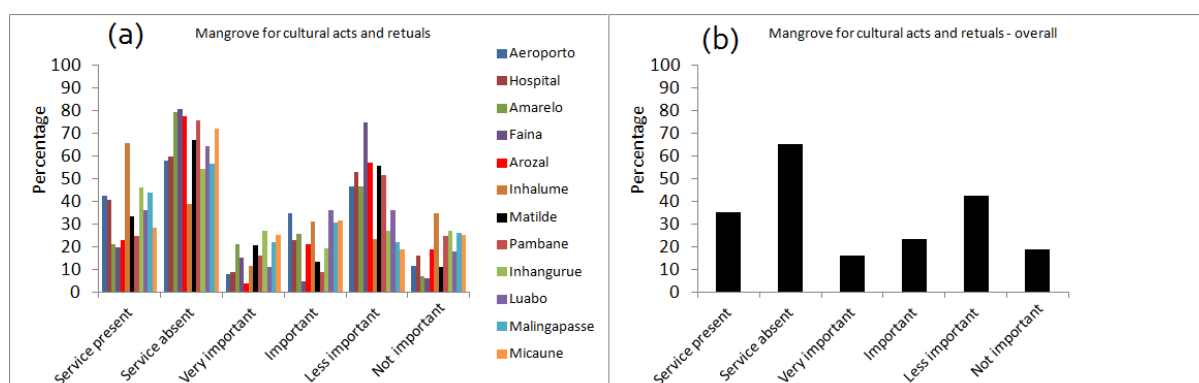 (a)
Mangrove for cultural acts and retuals
Percentage
100
90
80
70
60
50
40
30
20
10
0
Service present
Service absent
Very important
Important
Less important
Not important
Aeroporto
Hospital
Amarelo
Faina
Arozal
Inhalume
Matilde
Pambane
Inhangurue
Luabo
Malingapasse
Micaune
(b)
Mangrove for cultural acts and retuals - overall
Percentage
100
90
80
70
60
50
40
30
20
10
0
Service present
Service absent
Very important
Important
Less important
Not important